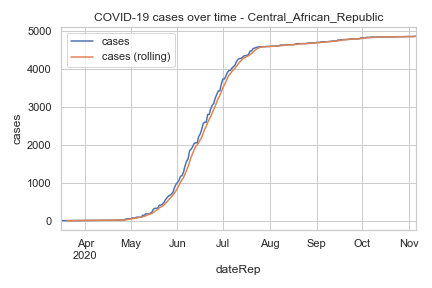 COVID-19 cases over time - Central_African_Republic
cases
cases (rolling)
5000
4000
3000
2000
1000
0
cases
Apr May Jun Jul Aug Sep Oct Nov
2020
dateRep